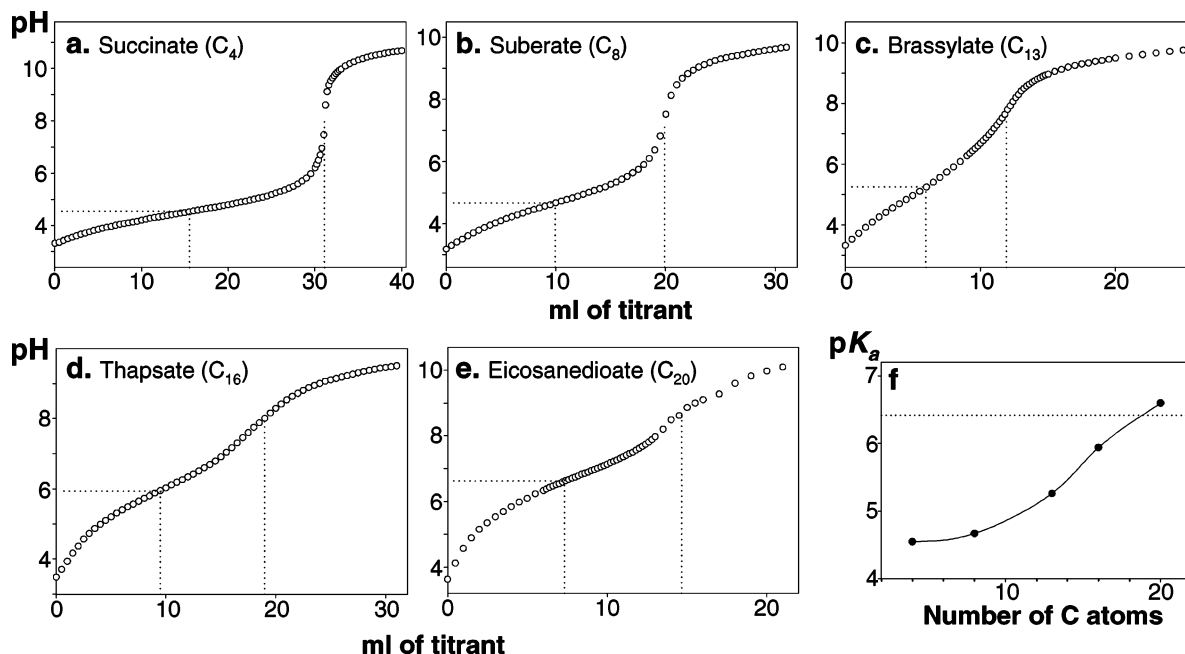 pH
a. Succinate (C4)
10
8
6
4
0 10 20 30 40
b. Suberate (C8)
10
8
6
4
0 10 20 30
c. Brassylate (C13)
10
8
6
4
0 10 20
ml of titrant
pH
d. Thapsate (C16)
8
6
4
0 10 20 30
e. Eicosanedioate (C20)
10
8
6
4
0 10 20
ml of titrant
pKa
f
7
6
5
4
10 20
Number of C atoms